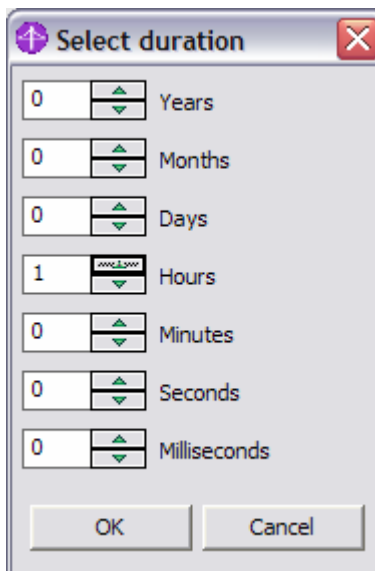 Select duration
0 Years
0 Months
0 Days
1 Hours
0 Minutes
0 Seconds
0 Milliseconds
OK Cancel